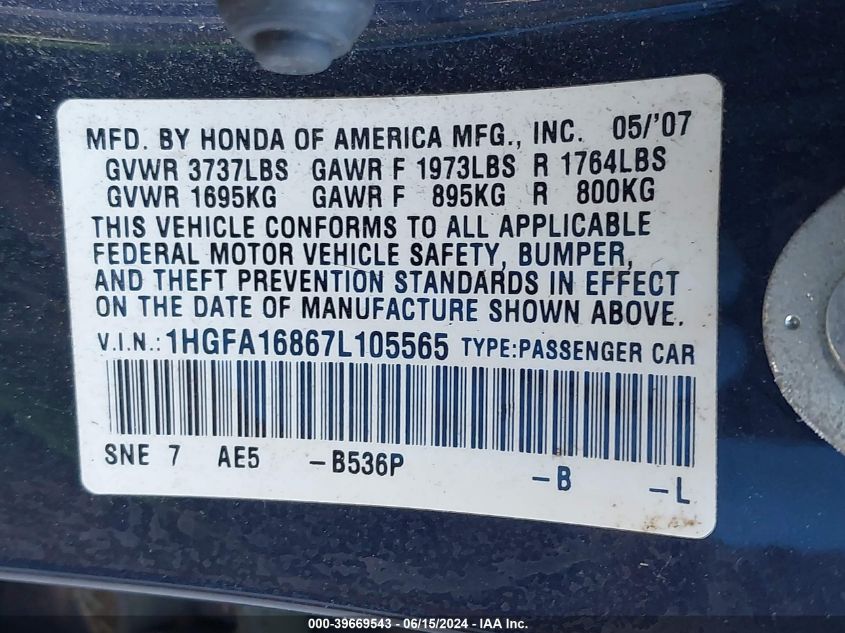 MFD. BY HONDA OF AMERICA MFG., INC. 05/'07
GVWR 3737LBS GAWR F 1973LBS R 1764LBS
GVWR 1695KG GAWR F 895KG R 800KG
THIS VEHICLE CONFORMS TO ALL APPLICABLE
FEDERAL MOTOR VEHICLE SAFETY, BUMPER,
AND THEFT PREVENTION STANDARDS IN EFFECT
ON THE DATE OF MANUFACTURE SHOWN ABOVE.
V.I.N.: 1HGFA16867L105565 TYPE:PASSENGER CAR
SNE 7 AE5 -B536P -B -L
000-39669543 - 06/15/2024 - IAA Inc.